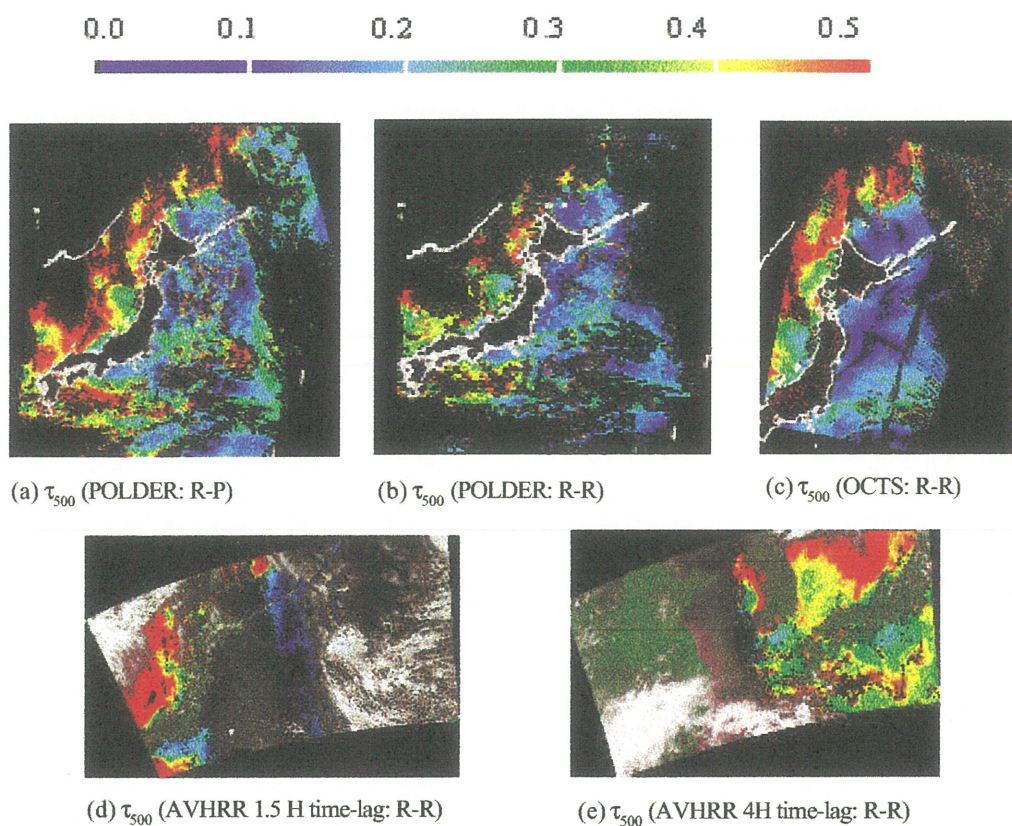 0.0 0.1 0.2 0.3 0.4 0.5
(a) τ500 (POLDER: R-P)
(b) τ500 (POLDER: R-R)
(c) τ500 (OCTS: R-R)
(d) τ500 (AVHRR 1.5 H time-lag: R-R)
(e) τ500 (AVHRR 4H time-lag: R-R)